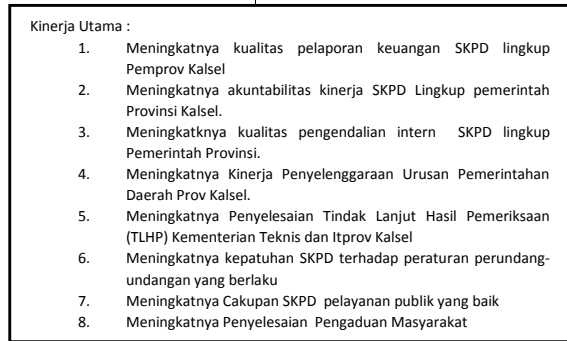 Kinerja Utama :
1. Meningkatnya kualitas pelaporan keuangan SKPD lingkup
Pemprov Kalsel
2. Meningkatnya akuntabilitas kinerja SKPD Lingkup pemerintah
Provinsi Kalsel.
3. Meningkatknya kualitas pengendalian intern SKPD lingkup
Pemerintah Provinsi.
4. Meningkatnya Kinerja Penyelenggaraan Urusan Pemerintahan
Daerah Prov Kalsel.
5. Meningkatnya Penyelesaian Tindak Lanjut Hasil Pemeriksaan
(TLHP) Kementerian Teknis dan Itprov Kalsel
6. Meningkatnya kepatuhan SKPD terhadap peraturan perundang-
undangan yang berlaku
7. Meningkatnya Cakupan SKPD pelayanan publik yang baik
8. Meningkatnya Penyelesaian Pengaduan Masyarakat